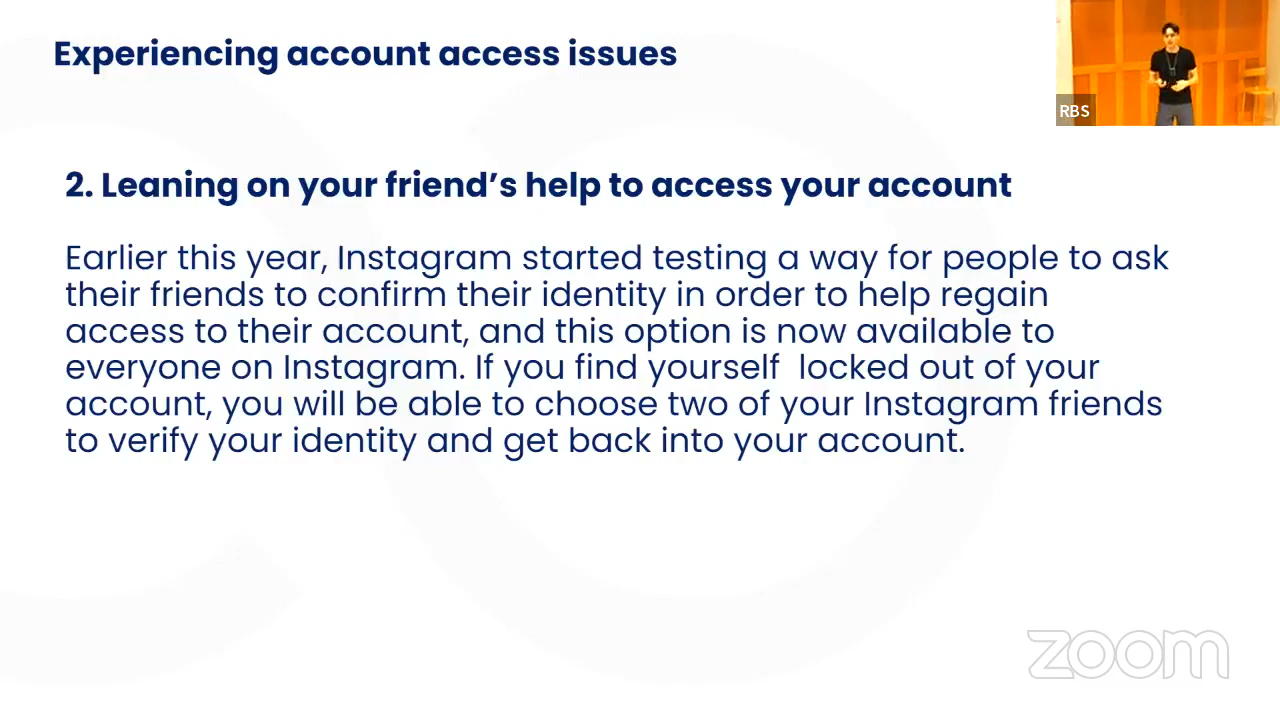 Experiencing account access issues
RBS
2. Leaning on your friend’s help to access your account
Earlier this year, Instagram started testing a way for people to ask
their friends to confirm their identity in order to help regain
access to their account, and this option is now available to
everyone on Instagram. If you find yourself  locked out of your
account, you will be able to choose two of your Instagram friends
to verify your identity and get back into your account.
zoom